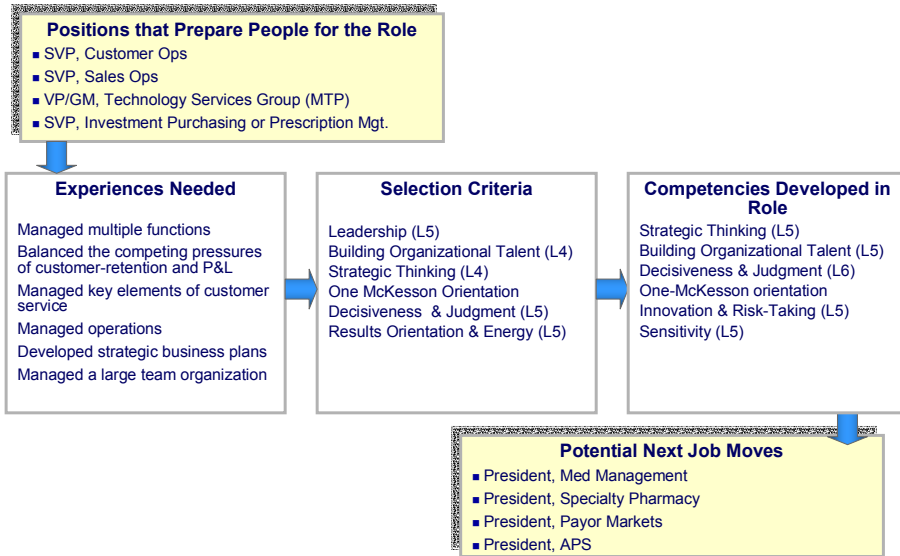 Positions that Prepare People for the Role
■ SVP, Customer Ops
■ SVP, Sales Ops
■ VP/GM, Technology Services Group (MTP)
■ SVP, Investment Purchasing or Prescription Mgt.
Experiences Needed
Managed multiple functions
Balanced the competing pressures
of customer-retention and P&L
Managed key elements of customer
service
Managed operations
Developed strategic business plans
Managed a large team organization
Selection Criteria
Leadership (L5)
Building Organizational Talent (L4)
Strategic Thinking (L4)
One McKesson Orientation
Decisiveness & Judgment (L5)
Results Orientation & Energy (L5)
Competencies Developed in
Role
Strategic Thinking (L5)
Building Organizational Talent (L5)
Decisiveness & Judgment (L6)
One-McKesson orientation
Innovation & Risk-Taking (L5)
Sensitivity (L5)
Potential Next Job Moves
■ President, Med Management
■ President, Specialty Pharmacy
■ President, Payor Markets
■ President, APS